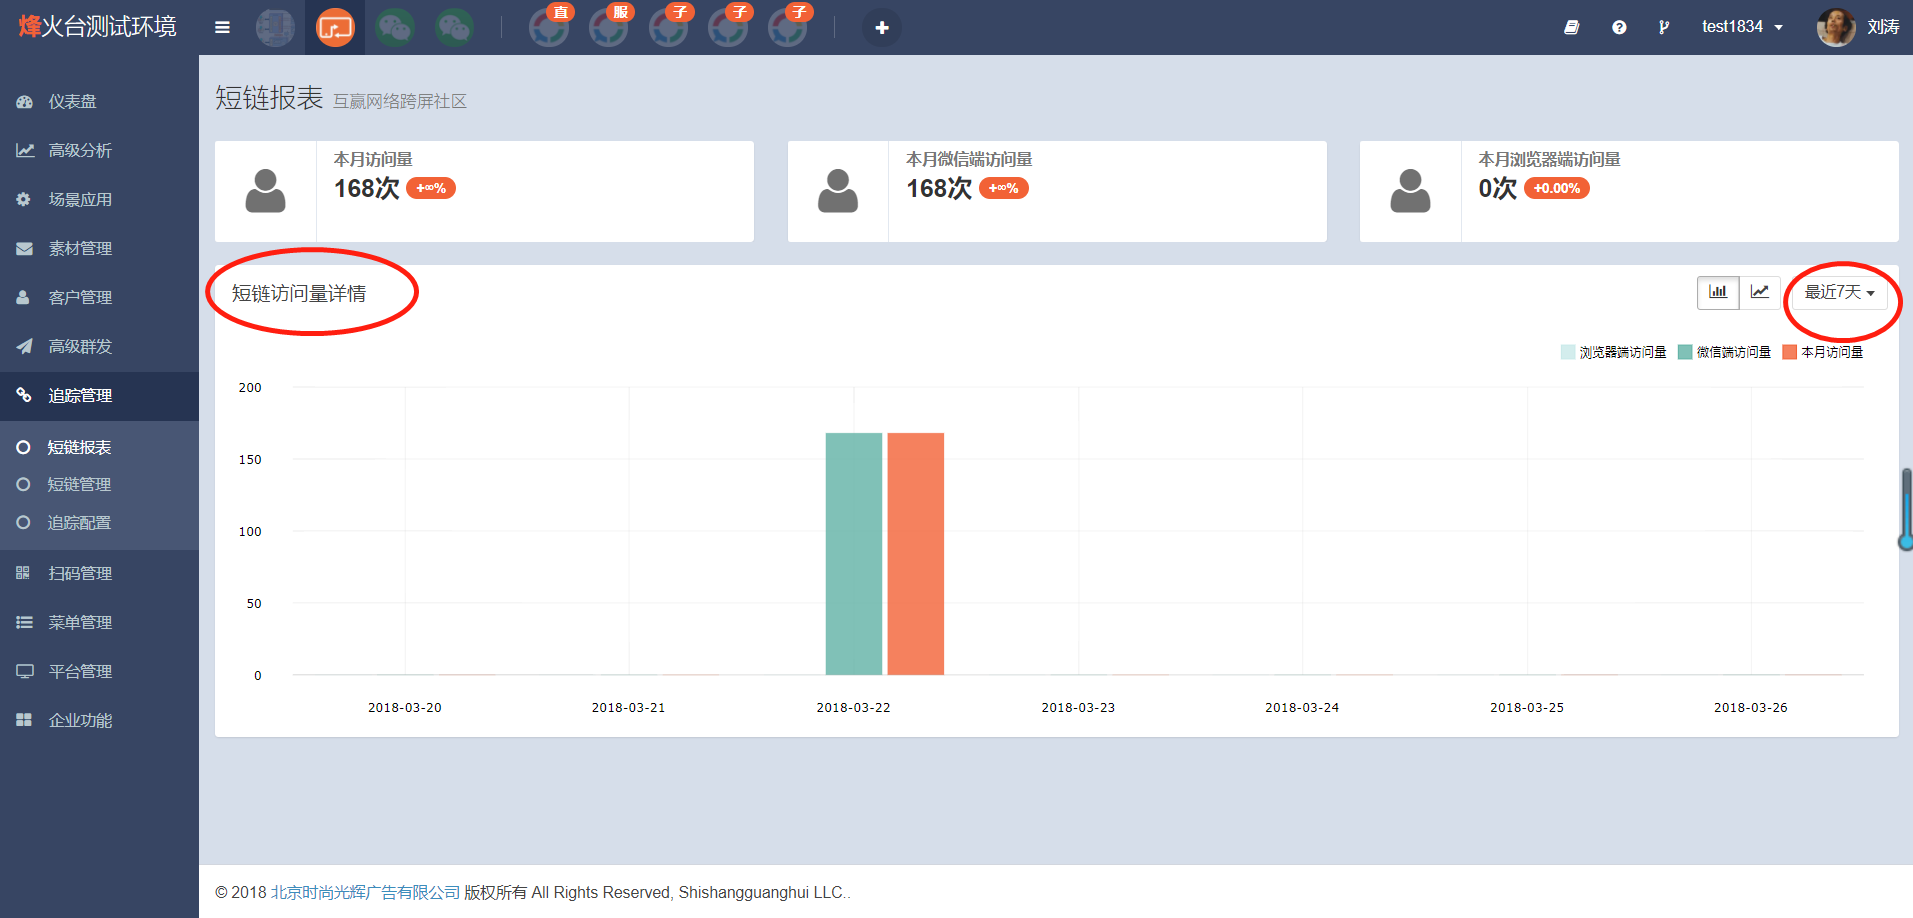 烽火台测试环境
直
服
子
子
子
test1834
刘涛
仪表盘
高级分析
场景应用
素材管理
客户管理
高级群发
追踪管理
短链报表
短链管理
追踪配置
扫码管理
菜单管理
平台管理
企业功能
短链报表 互赢网络跨屏社区
本月访问量
168次 +∞%
本月微信端访问量
168次 +∞%
本月浏览器端访问量
0次 +0.00%
短链访问量详情
最近7天
浏览器端访问量 微信端访问量 本月访问量
200
150
100
50
0
2018-03-20 2018-03-21 2018-03-22 2018-03-23 2018-03-24 2018-03-25 2018-03-26
© 2018 北京时尚光辉广告有限公司 版权所有 All Rights Reserved, Shishangguanghui LLC..